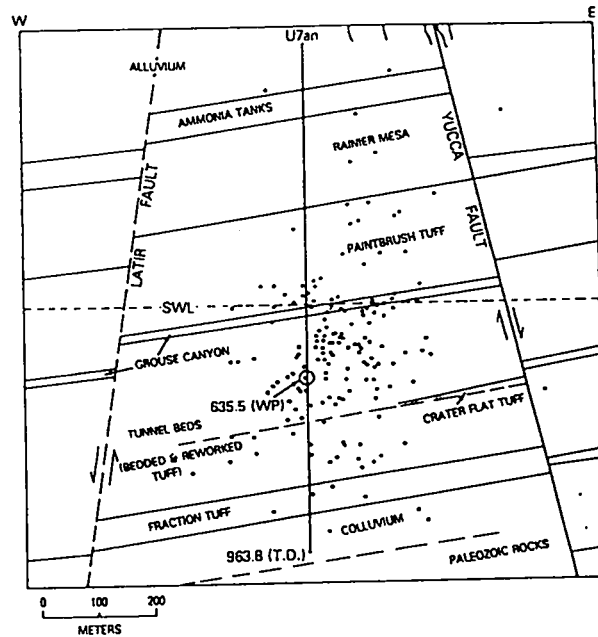 W
E
U7an
ALLUVIUM
AMMONIA TANKS
RAINIER MESA
YUCCA
FAULT
LATIR
FAULT
PAINTBRUSH TUFF
SWL
GROUSE CANYON
635.5 (WP)
CRATER FLAT TUFF
TUNNEL BEDS
(BEDDED & REWORKED
TUFF)
FRACTION TUFF
COLLUVIUM
963.8 (T.D.)
PALEOZOIC ROCKS
0 100 200
METERS